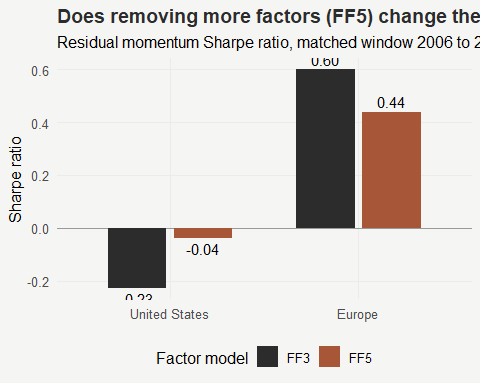 Does removing more factors (FF5) change the
Residual momentum Sharpe ratio, matched window 2006 to 2
0.6
0.60
0.44
0.4
0.2
0.0
-0.04
-0.2
0.23
Sharpe ratio
United States
Europe
Factor model FF3 FF5